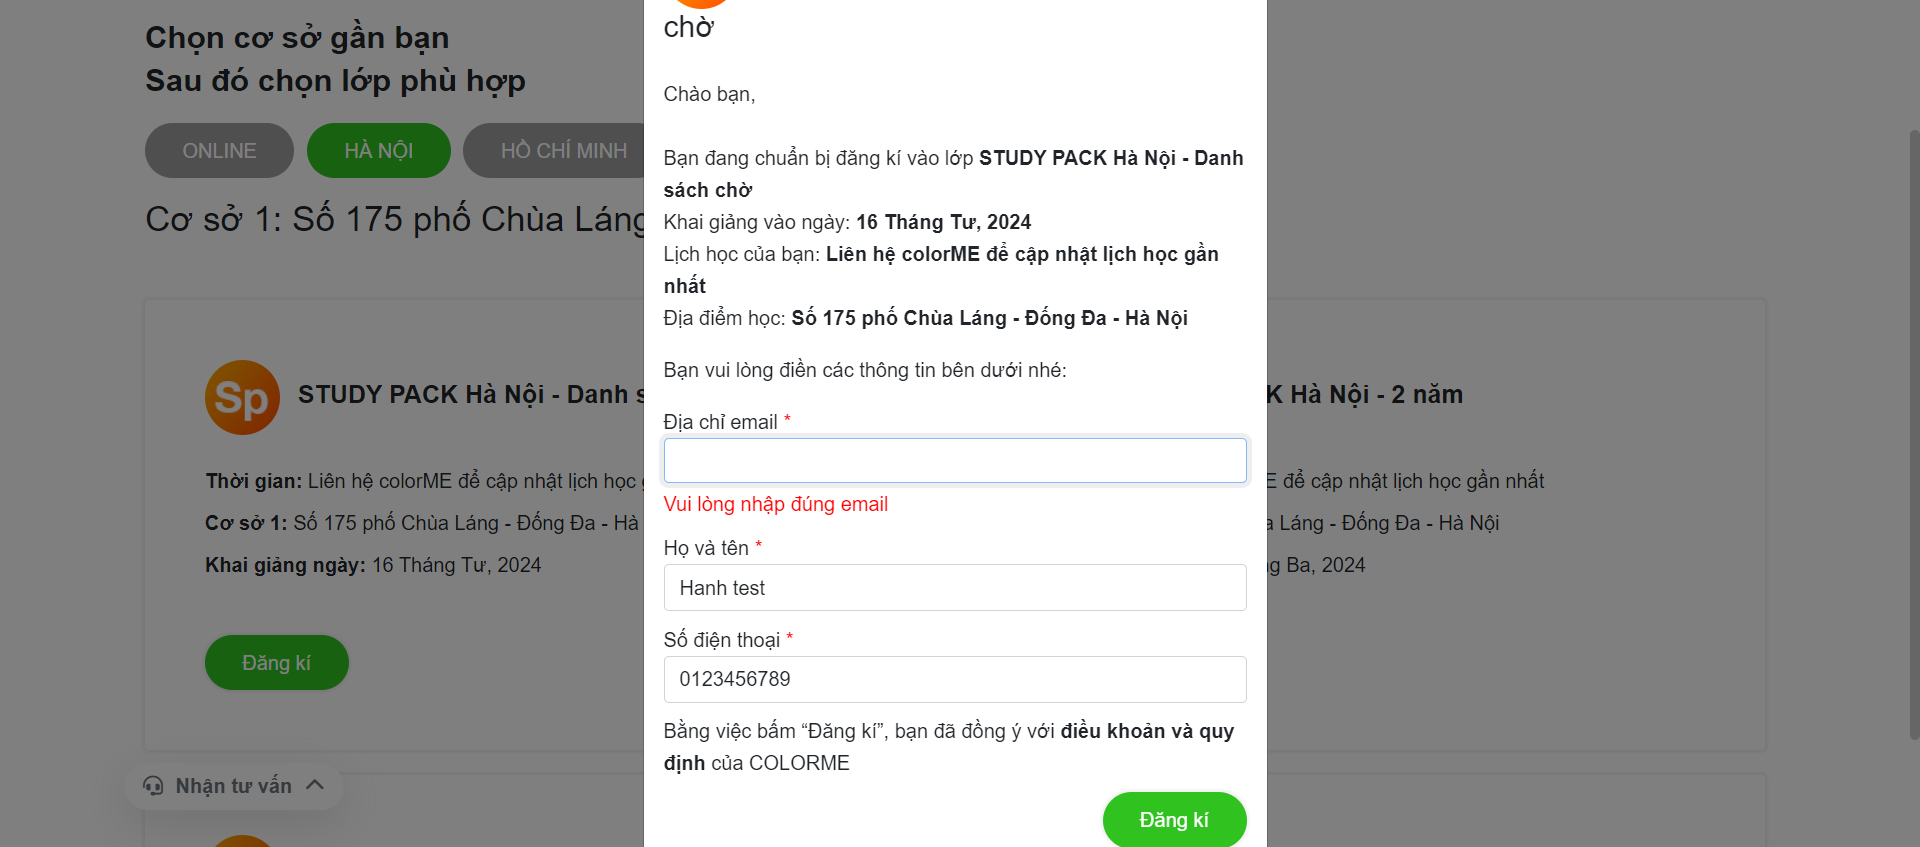 Chọn cơ sở gần bạn
Sau đó chọn lớp phù hợp
ONLINE
HÀ NỘI
HỒ CHÍ MINH
Cơ sở 1: Số 175 phố Chùa Láng
Sp
STUDY PACK Hà Nội - Danh s
Thời gian: Liên hệ colorME để cập nhật lịch học
Cơ sở 1: Số 175 phố Chùa Láng - Đống Đa - Hà
Khai giảng ngày: 16 Tháng Tư, 2024
Đăng kí
Nhận tư vấn
chờ
Chào bạn,
Bạn đang chuẩn bị đăng kí vào lớp STUDY PACK Hà Nội - Danh
sách chờ
Khai giảng vào ngày: 16 Tháng Tư, 2024
Lịch học của bạn: Liên hệ colorME để cập nhật lịch học gần
nhất
Địa điểm học: Số 175 phố Chùa Láng - Đống Đa - Hà Nội
Bạn vui lòng điền các thông tin bên dưới nhé:
Địa chỉ email *
Vui lòng nhập đúng email
Họ và tên *
Hanh test
Số điện thoại *
0123456789
Bằng việc bấm “Đăng kí”, bạn đã đồng ý với điều khoản và quy
định của COLORME
Đăng kí
K Hà Nội - 2 năm
E để cập nhật lịch học gần nhất
a Láng - Đống Đa - Hà Nội
g Ba, 2024